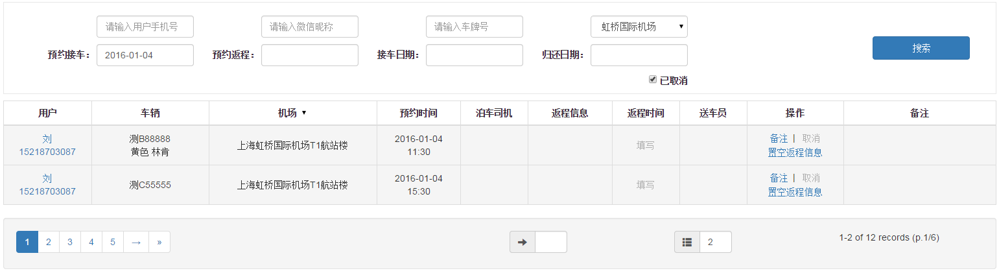 请输入用户手机号 请输入微信昵称 请输入车牌号 虹桥国际机场 ▼
预约接车： 2016-01-04 预约返程： 接车日期： 归还日期： 搜索
已取消
用户 车辆 机场 ▼ 预约时间 泊车司机 返程信息 返程时间 送车员 操作 备注
刘 测B88888 上海虹桥国际机场T1航站楼 2016-01-04 填写 备注 | 取消
15218703087 黄色 林肯 11:30 置空返程信息
刘 测C55555 上海虹桥国际机场T1航站楼 2016-01-04 填写 备注 | 取消
15218703087 15:30 置空返程信息
1 2 3 4 5 → » 2 1-2 of 12 records (p.1/6)